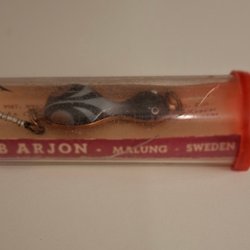 B ARJON - MALUNG - SWEDEN